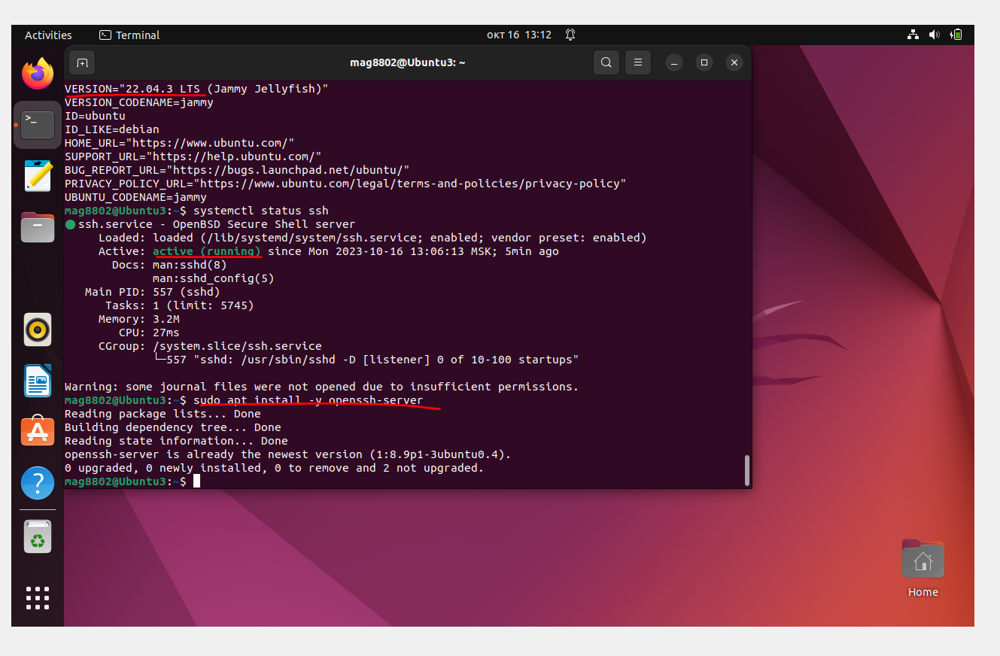 Activities Terminal окт 16 13:12
mag8802@Ubuntu3: ~
VERSION="22.04.3 LTS (Jammy Jellyfish)"
VERSION_CODENAME=jammy
ID=ubuntu
ID_LIKE=debian
HOME_URL="https://www.ubuntu.com/"
SUPPORT_URL="https://help.ubuntu.com/"
BUG_REPORT_URL="https://bugs.launchpad.net/ubuntu/"
PRIVACY_POLICY_URL="https://www.ubuntu.com/legal/terms-and-policies/privacy-policy"
UBUNTU_CODENAME=jammy
mag8802@Ubuntu3:~$ systemctl status ssh
ssh.service - OpenBSD Secure Shell server
Loaded: loaded (/lib/systemd/system/ssh.service; enabled; vendor preset: enabled)
Active: active (running) since Mon 2023-10-16 13:06:13 MSK; 5min ago
Docs: man:sshd(8)
man:sshd_config(5)
Main PID: 557 (sshd)
Tasks: 1 (limit: 5745)
Memory: 3.2M
CPU: 27ms
CGroup: /system.slice/ssh.service
└─557 "sshd: /usr/sbin/sshd -D [listener] 0 of 10-100 startups"
Warning: some journal files were not opened due to insufficient permissions.
mag8802@Ubuntu3:~$ sudo apt install -y openssh-server
Reading package lists... Done
Building dependency tree... Done
Reading state information... Done
openssh-server is already the newest version (1:8.9p1-3ubuntu0.4).
0 upgraded, 0 newly installed, 0 to remove and 2 not upgraded.
mag8802@Ubuntu3:~$
Home